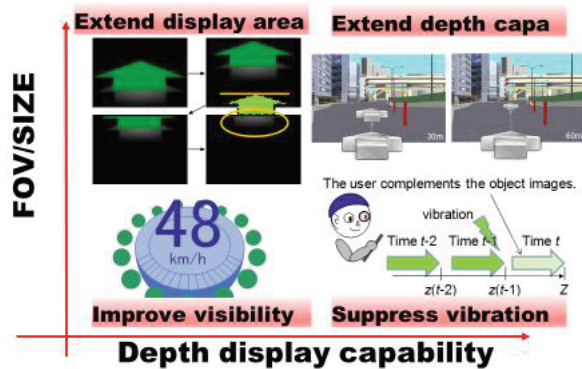 Extend display area
Extend depth capa
30m
60m
FOV/SIZE
The user complements the object images.
vibration
48
km/h
Time t-2
Time t-1
Time t
z(t-2)
z(t-1)
Z
Improve visibility
Suppress vibration
Depth display capability